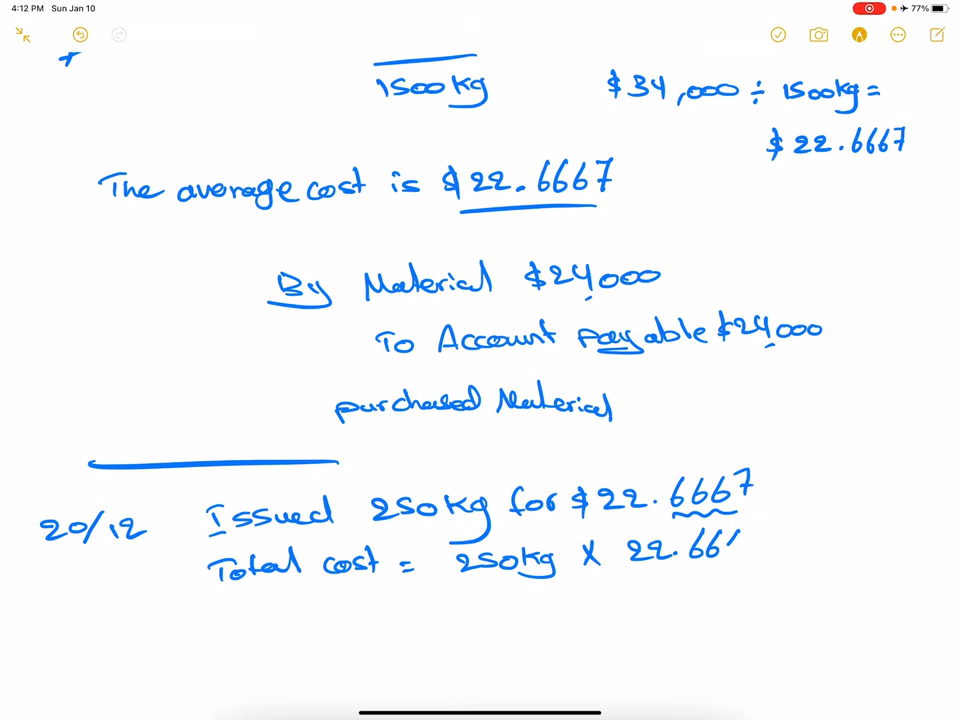 4:12 PM Sun Jan 10
77%
1500kg
$34,000 ÷ 1500kg =
$22.6667
The average cost is $22.6667
By Material $24,000
To Account payable $24,000
purchased Material
20/12 Issued 250kg for $22.6667
Total cost = 250kg × 22.66